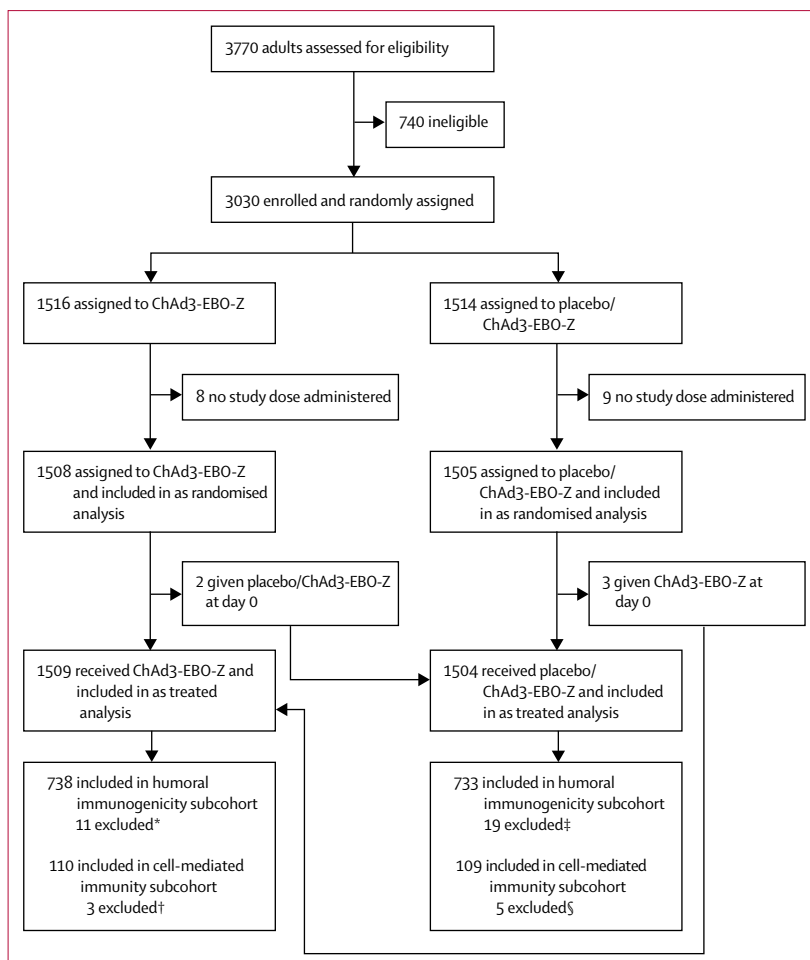 3770 adults assessed for eligibility
740 ineligible
3030 enrolled and randomly assigned
1516 assigned to ChAd3-EBO-Z
1514 assigned to placebo/
ChAd3-EBO-Z
8 no study dose administered
9 no study dose administered
1508 assigned to ChAd3-EBO-Z
and included in as randomised
analysis
1505 assigned to placebo/
ChAd3-EBO-Z and included
in as randomised analysis
2 given placebo/ChAd3-EBO-Z
at day 0
3 given ChAd3-EBO-Z at
day 0
1509 received ChAd3-EBO-Z and
included in as treated
analysis
1504 received placebo/
ChAd3-EBO-Z and included
in as treated analysis
738 included in humoral
immunogenicity subcohort
11 excluded*
110 included in cell-mediated
immunity subcohort
3 excluded†
733 included in humoral
immunogenicity subcohort
19 excluded‡
109 included in cell-mediated
immunity subcohort
5 excluded§